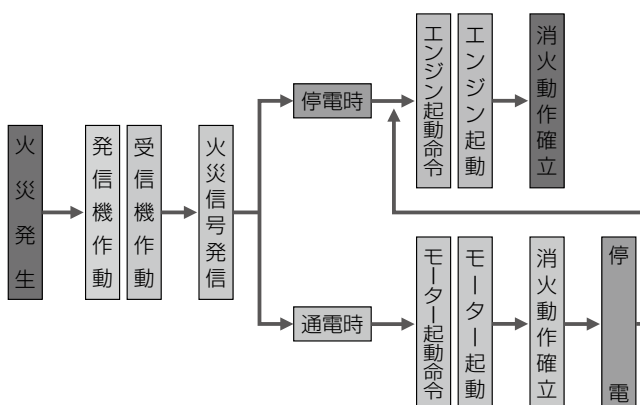 火災発生
発信機作動
受信機作動
火災信号発信
停電時
エンジン起動命令
エンジン起動
消火動作確立
通電時
モーター起動命令
モーター起動
消火動作確立
停電